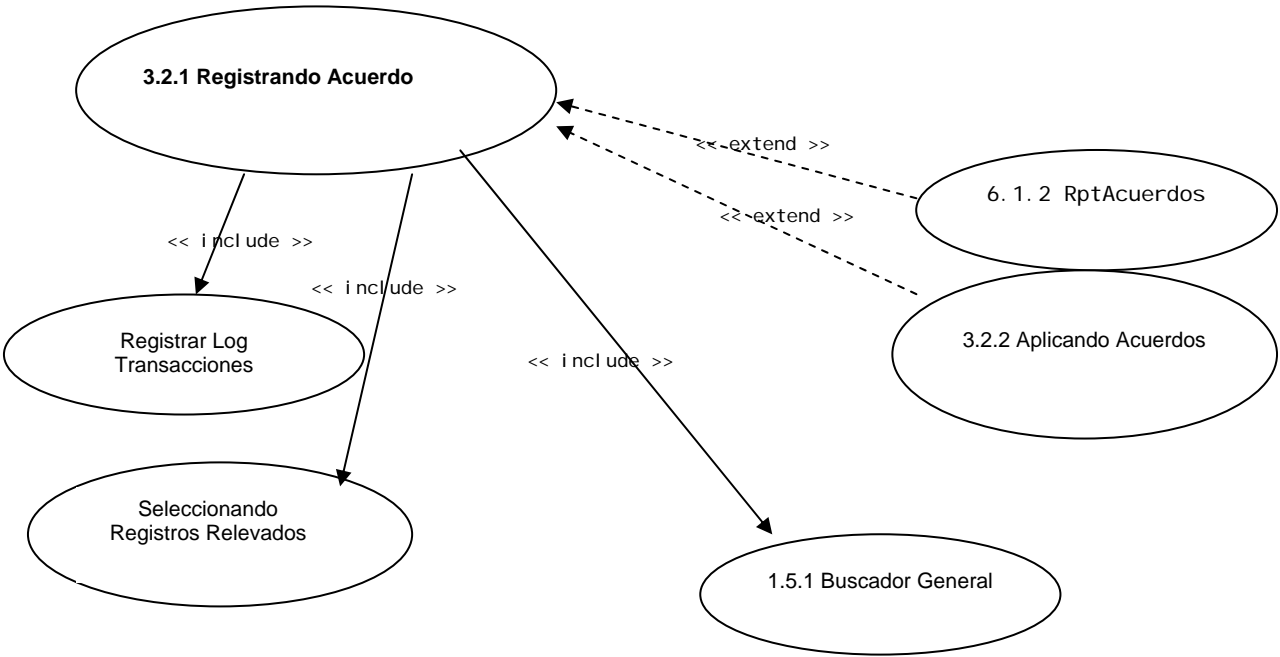 3.2.1 Registrando Acuerdo
<< extend >>
6.1.2 RptAcuerdos
<< extend >>
<< include >>
<< include >>
Registrar Log
Transacciones
3.2.2 Aplicando Acuerdos
<< include >>
Seleccionando
Registros Relevados
1.5.1 Buscador General